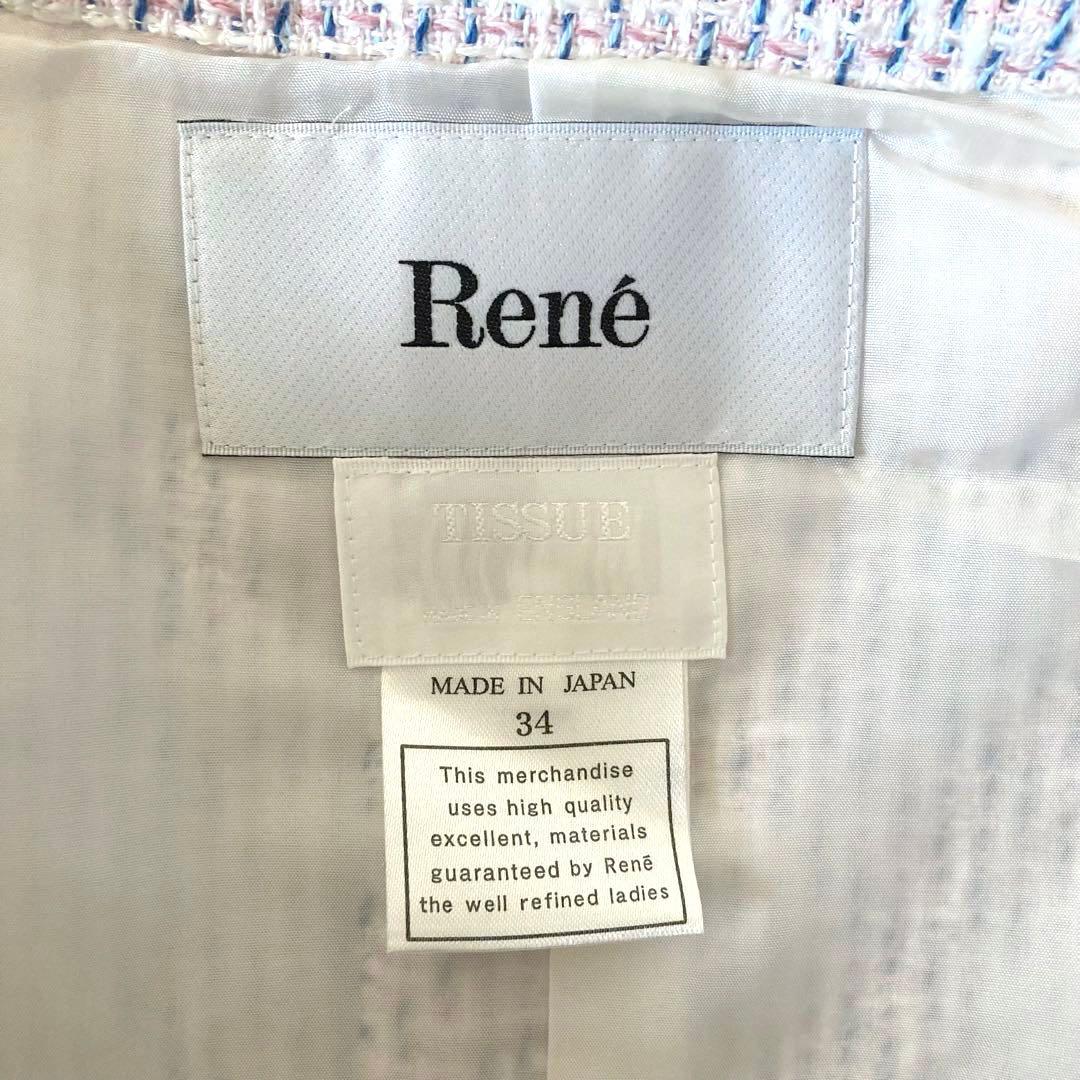 René
TISSUE
MADE IN JAPAN
34
This merchandise
uses high quality
excellent, materials
guaranteed by Renē
the well refined ladies